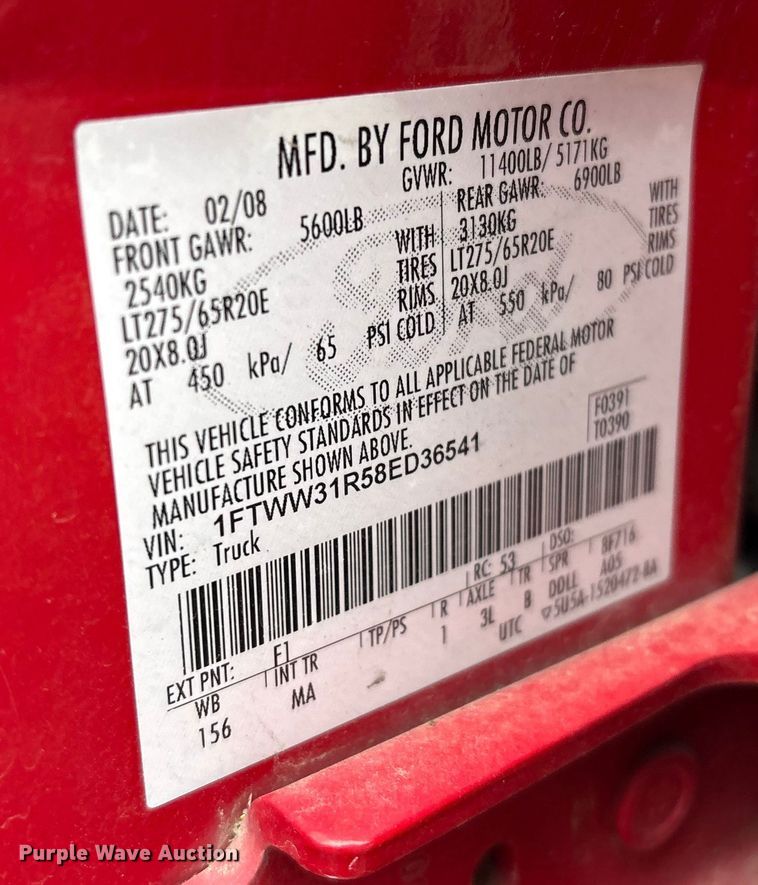 MFD. BY FORD MOTOR CO.
DATE: 02/08 GVWR: 11400LB/ 5171KG
FRONT GAWR: 5600LB REAR GAWR: 6900LB
2540KG WITH 3130KG WITH
LT275/65R20E TIRES LT275/65R20E TIRES
20X8.0J RIMS 20X8.0J RIMS
AT 450 kPa/ 65 PSI COLD AT 550 kPa/ 80 PSI COLD
THIS VEHICLE CONFORMS TO ALL APPLICABLE FEDERAL MOTOR
VEHICLE SAFETY STANDARDS IN EFFECT ON THE DATE OF
MANUFACTURE SHOWN ABOVE.
F0391
T0390
VIN: 1FTWW31R58ED36541
TYPE: Truck
EXT PNT: F1 RC: 53 DSO:
WB INT TR TP/PS R AXLE TR SPR 8F716
156 MA 1 3L B DDLL A05
UTC ▽5U5A-1520472-BA
Purple Wave Auction